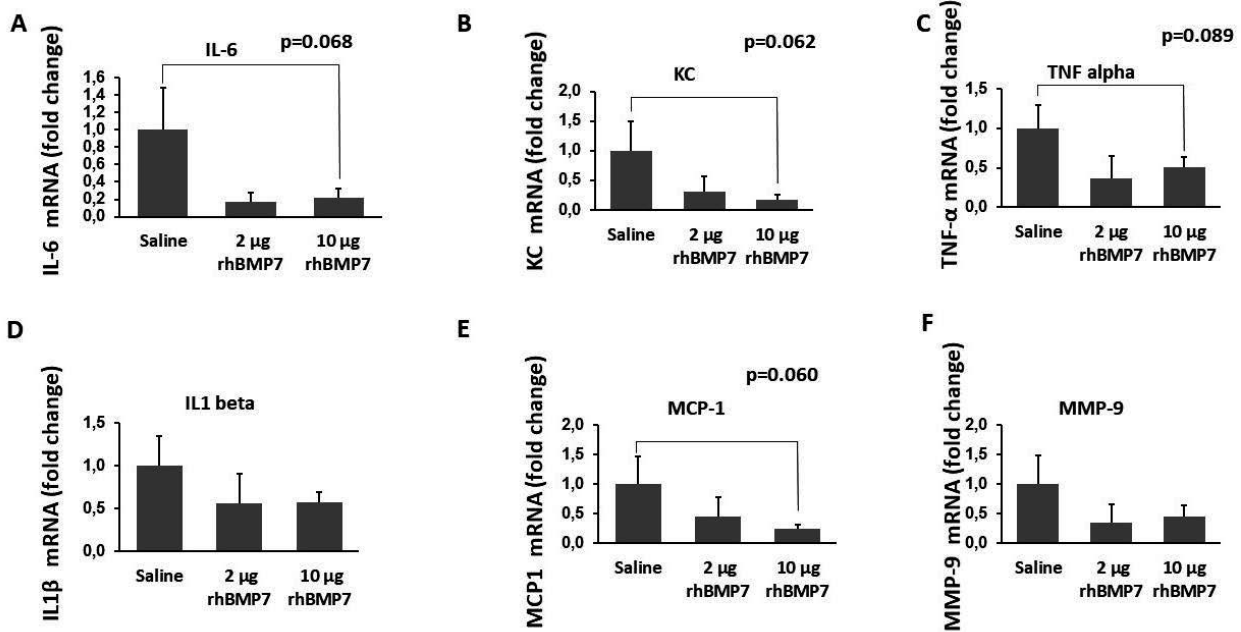 A
IL-6
p=0.068
IL-6 mRNA (fold change)
1,6
1,4
1,2
1,0
0,8
0,6
0,4
0,2
0,0
Saline
2 µg
rhBMP7
10 µg
rhBMP7
B
p=0.062
KC
KC mRNA (fold change)
2,0
1,5
1,0
0,5
0,0
Saline
2 µg
rhBMP7
10 µg
rhBMP7
C
p=0.089
TNF alpha
TNF-α mRNA (fold change)
1,5
1,0
0,5
0,0
Saline
2 µg
rhBMP7
10 µg
rhBMP7
D
IL1 beta
IL1β mRNA (fold change)
1,5
1,0
0,5
0,0
Saline
2 µg
rhBMP7
10 µg
rhBMP7
E
p=0.060
MCP-1
MCP1 mRNA (fold change)
2,0
1,5
1,0
0,5
0,0
Saline
2 µg
rhBMP7
10 µg
rhBMP7
F
MMP-9
MMP-9 mRNA (fold change)
2,0
1,5
1,0
0,5
0,0
Saline
2 µg
rhBMP7
10 µg
rhBMP7